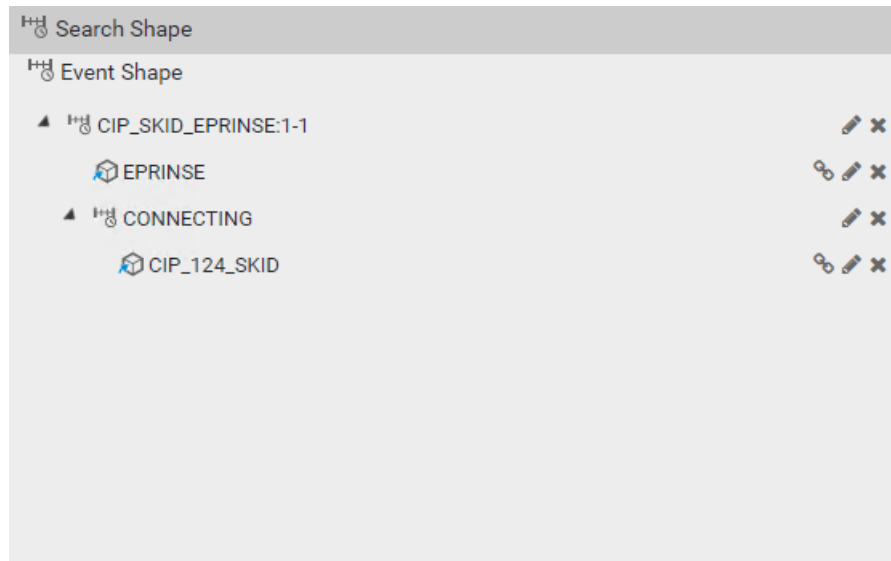 Search Shape
Event Shape
CIP_SKID_EPRINSE:1-1
EPRINSE
CONNECTING
CIP_124_SKID